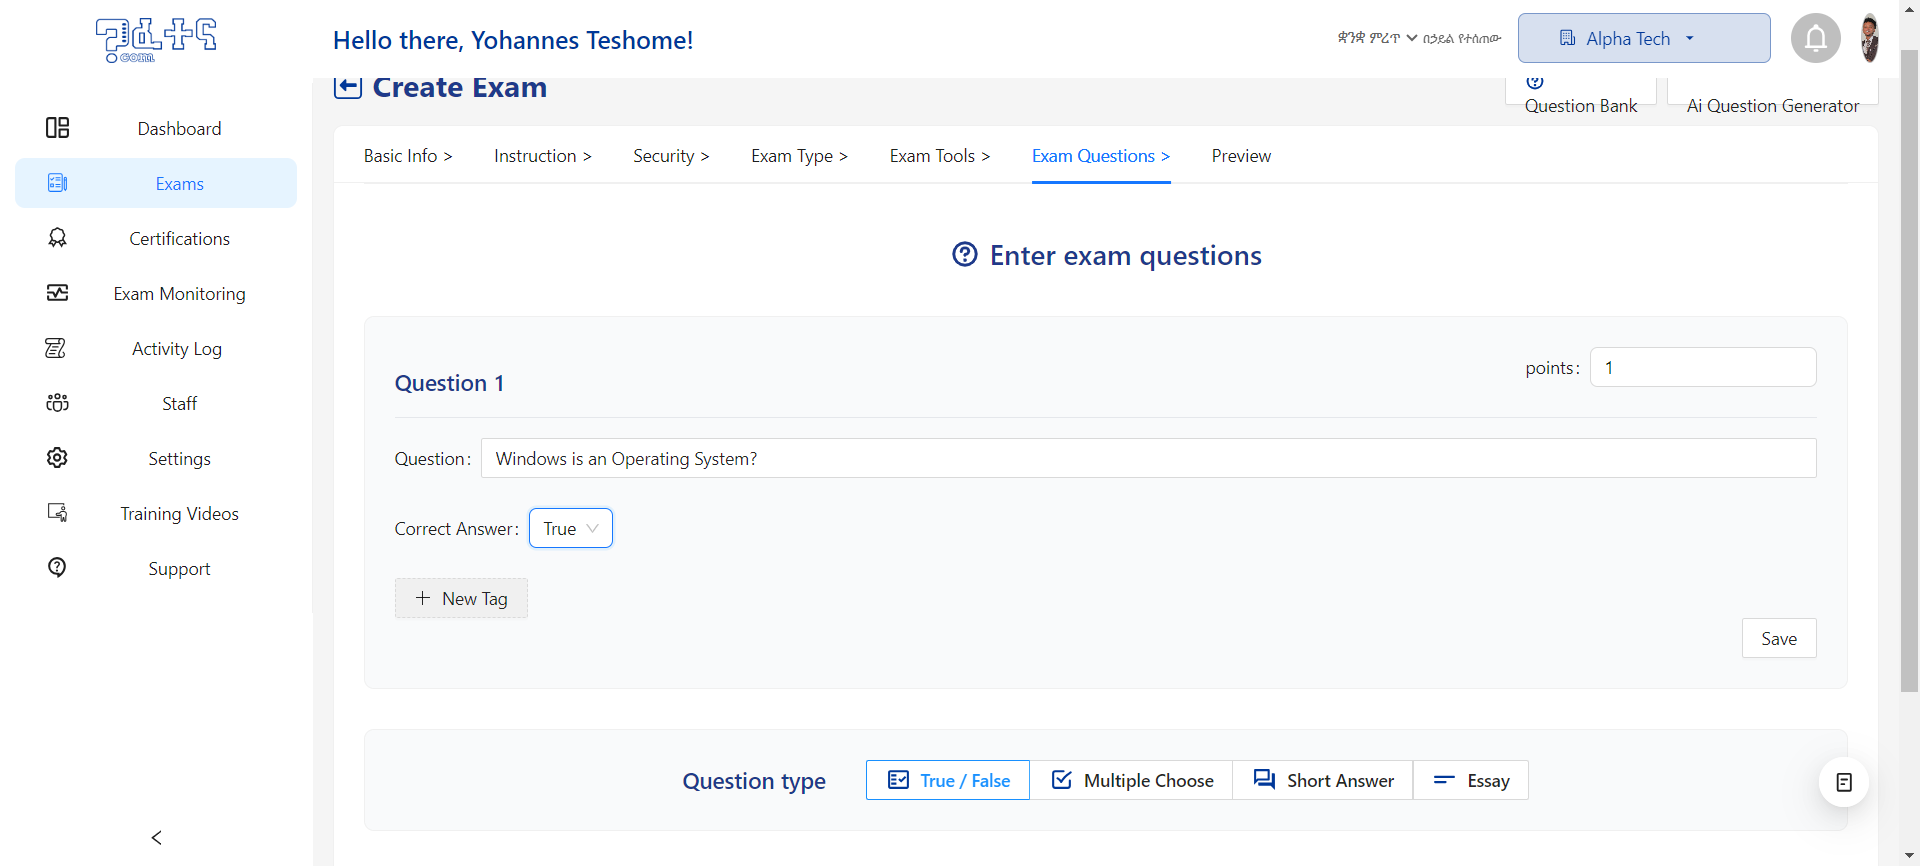 ገፈተና
.com
Hello there, Yohannes Teshome!
ቋንቋ ምረጥ በኃይል የተሰጠው
Alpha Tech
Create Exam
Question Bank
Ai Question Generator
Dashboard
Exams
Certifications
Exam Monitoring
Activity Log
Staff
Settings
Training Videos
Support
Basic Info > Instruction > Security > Exam Type > Exam Tools > Exam Questions > Preview
Enter exam questions
Question 1
points: 1
Question: Windows is an Operating System?
Correct Answer: True
+ New Tag
Save
Question type
True / False
Multiple Choose
Short Answer
Essay